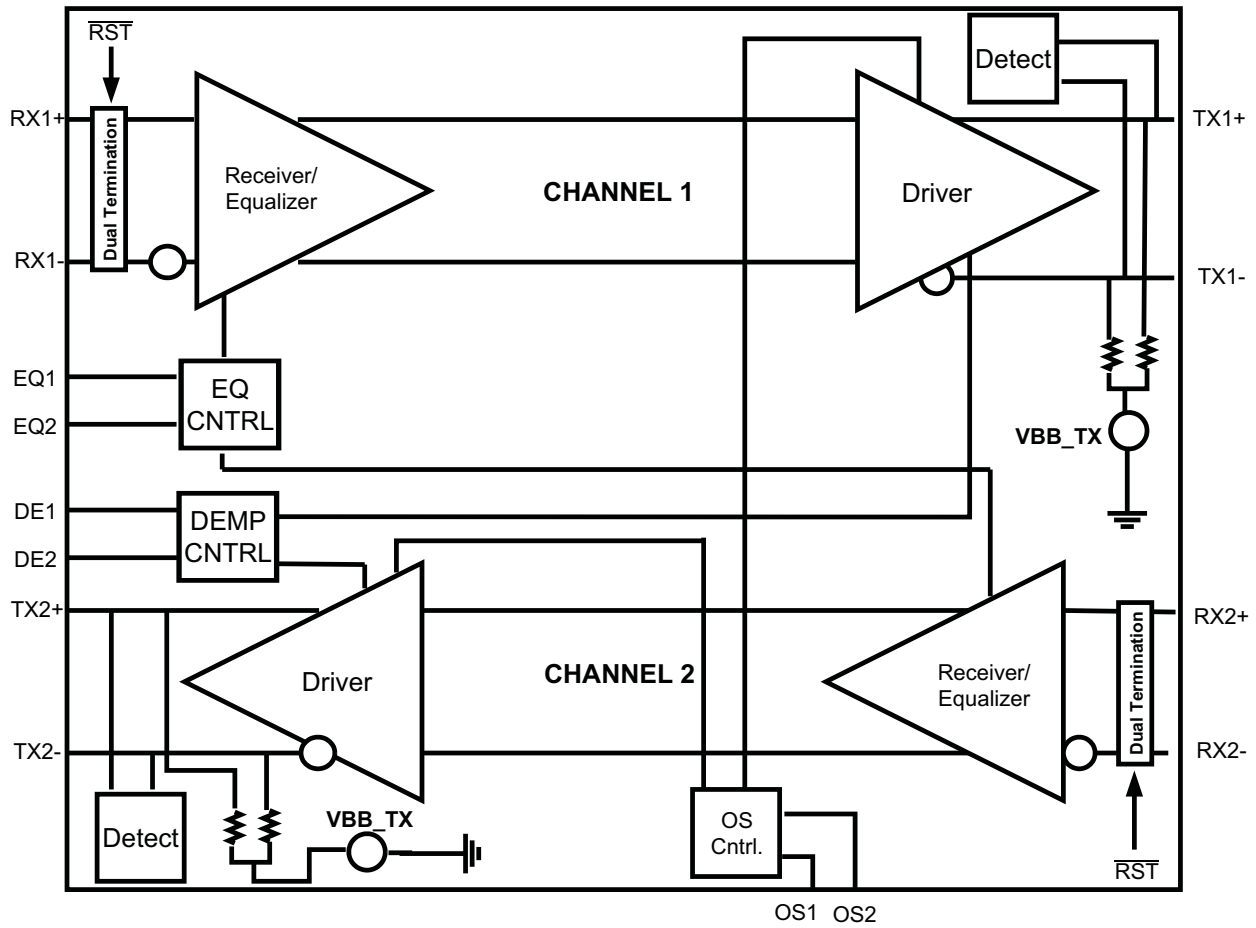 RST
Detect
RX1+
TX1+
Dual Termination
Receiver/
Equalizer
CHANNEL 1
Driver
RX1-
TX1-
EQ1
EQ
CNTRL
EQ2
VBB_TX
DE1
DEMP
CNTRL
DE2
TX2+
RX2+
Driver
CHANNEL 2
Receiver/
Equalizer
Dual Termination
TX2-
RX2-
Detect
VBB_TX
OS
Cntrl.
RST
OS1
OS2